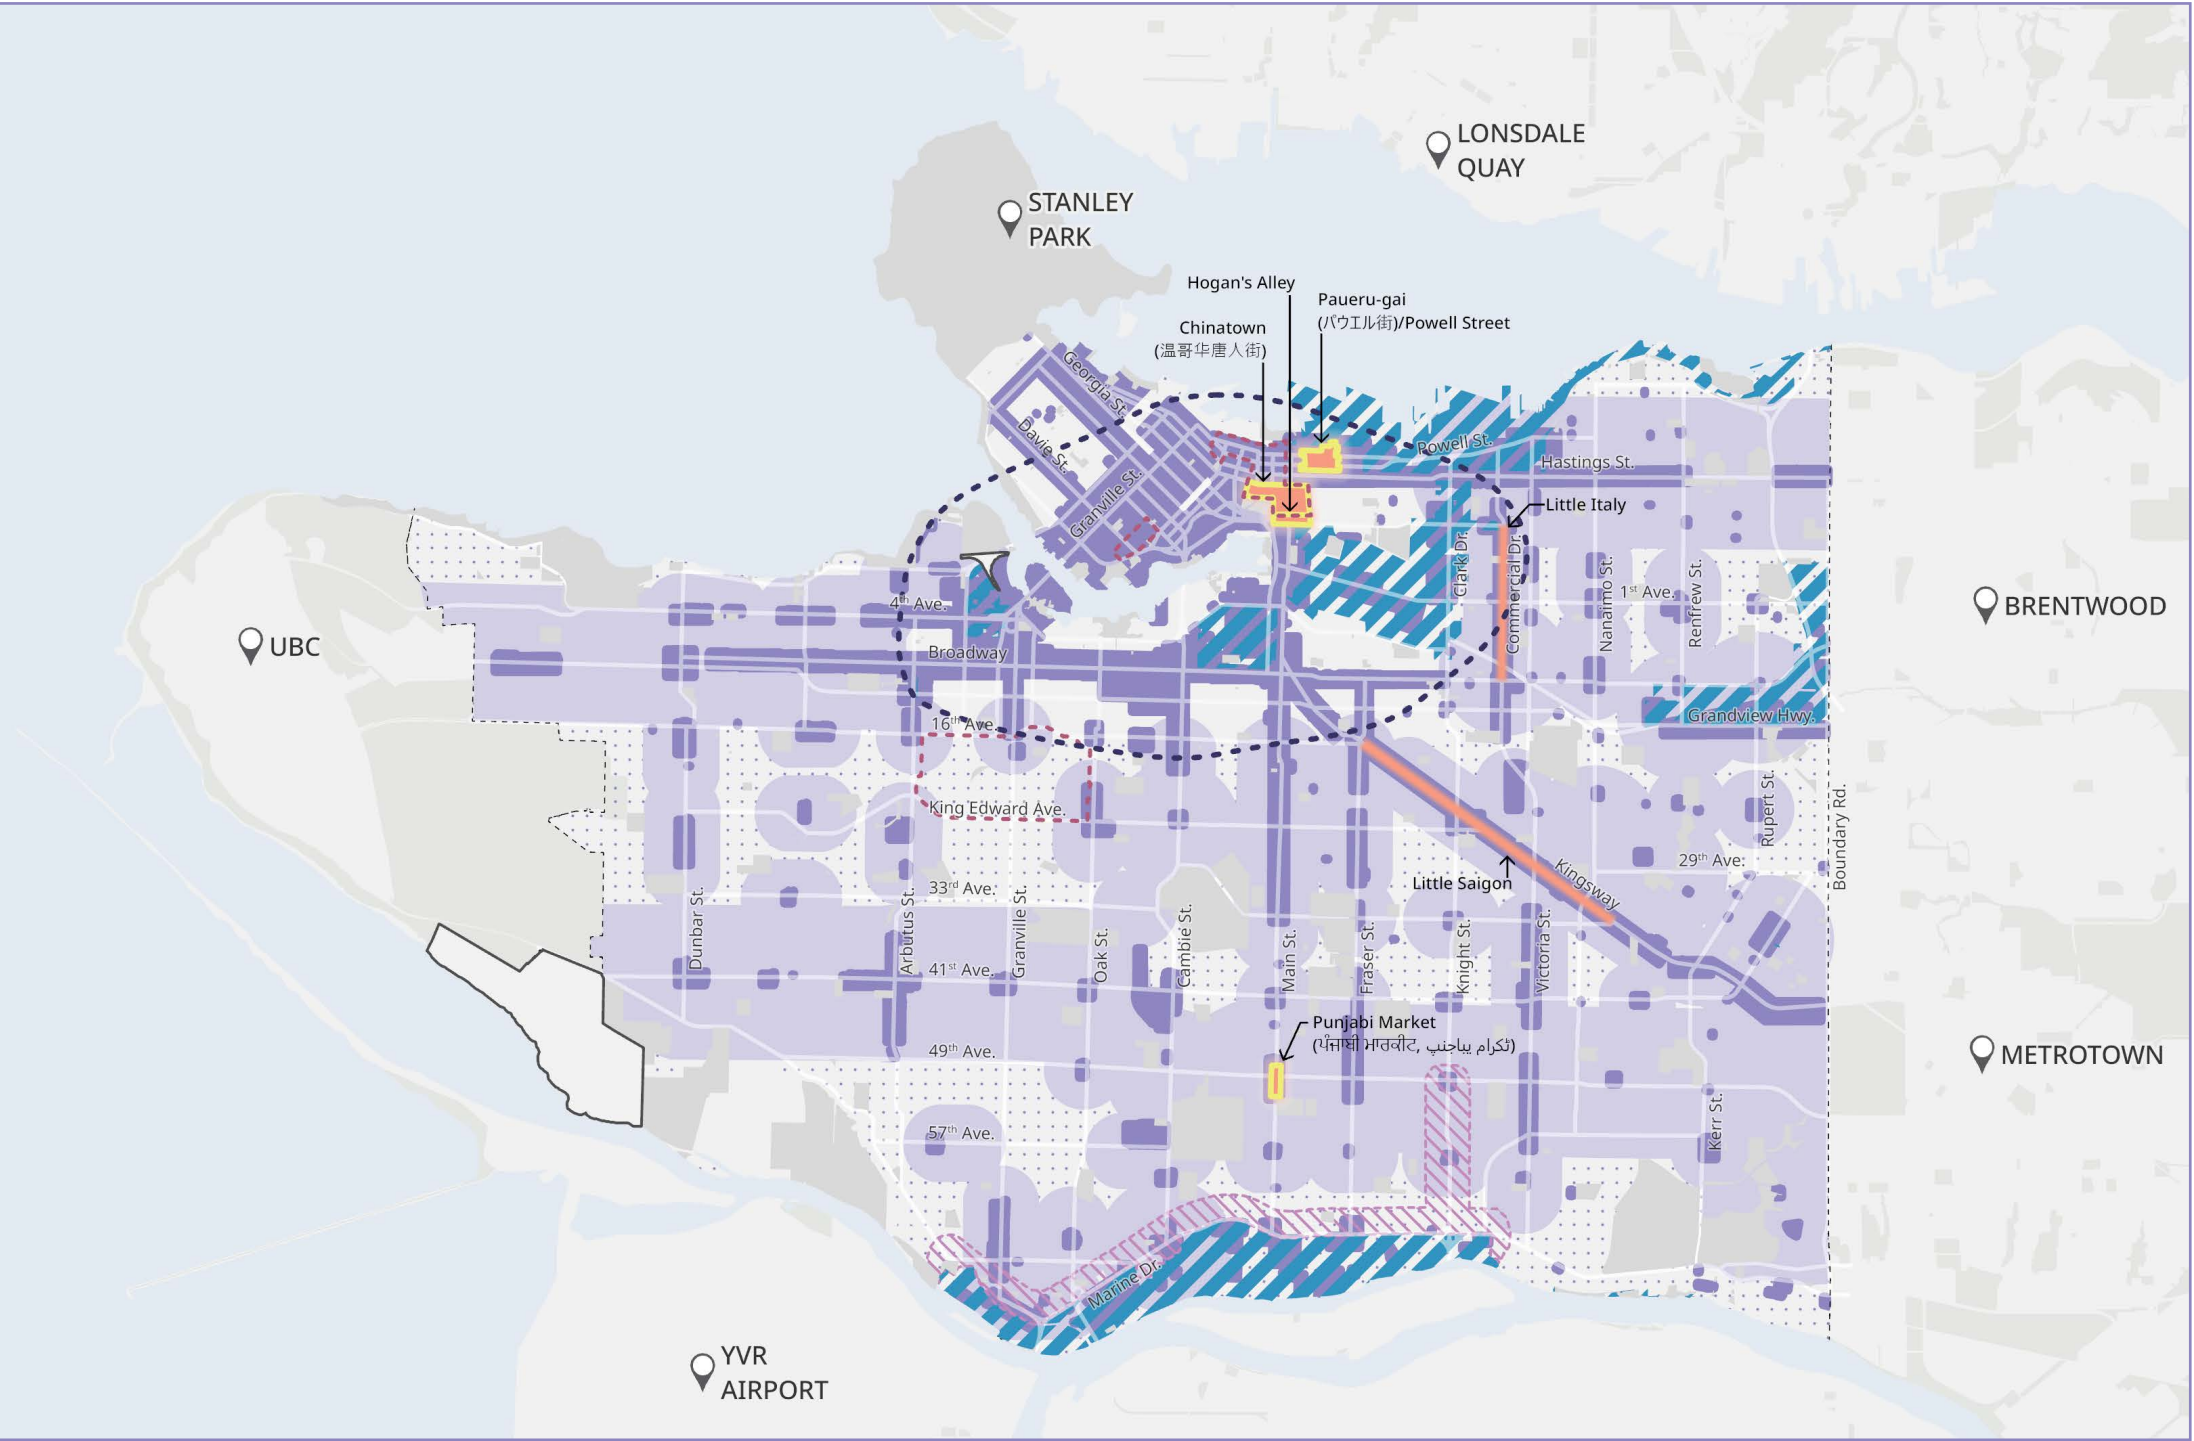 LONSDALE
QUAY
STANLEY
PARK
Hogan's Alley
Paueru-gai
(パウエル街)/Powell Street
Chinatown
(温哥华唐人街)
Georgia St.
Davie St.
Granville St.
Powell St.
Hastings St.
Little Italy
Clark Dr.
Commercial Dr.
Nanaimo St.
1st Ave.
Renfrew St.
BRENTWOOD
UBC
4th Ave.
Broadway
16th Ave.
Grandview Hwy.
King Edward Ave.
Rupert St.
Boundary Rd.
29th Ave.
Kingsway
Little Saigon
33rd Ave.
Dunbar St.
Arbutus St.
Granville St.
Oak St.
Cambie St.
Main St.
Fraser St.
Knight St.
Victoria St.
41st Ave.
Punjabi Market
(ਪੰਜਾਬੀ ਮਾਰਕੀਟ, ٹکرام یباجنپ)
49th Ave.
METROTOWN
57th Ave.
Kerr St.
Marine Dr.
YVR
AIRPORT